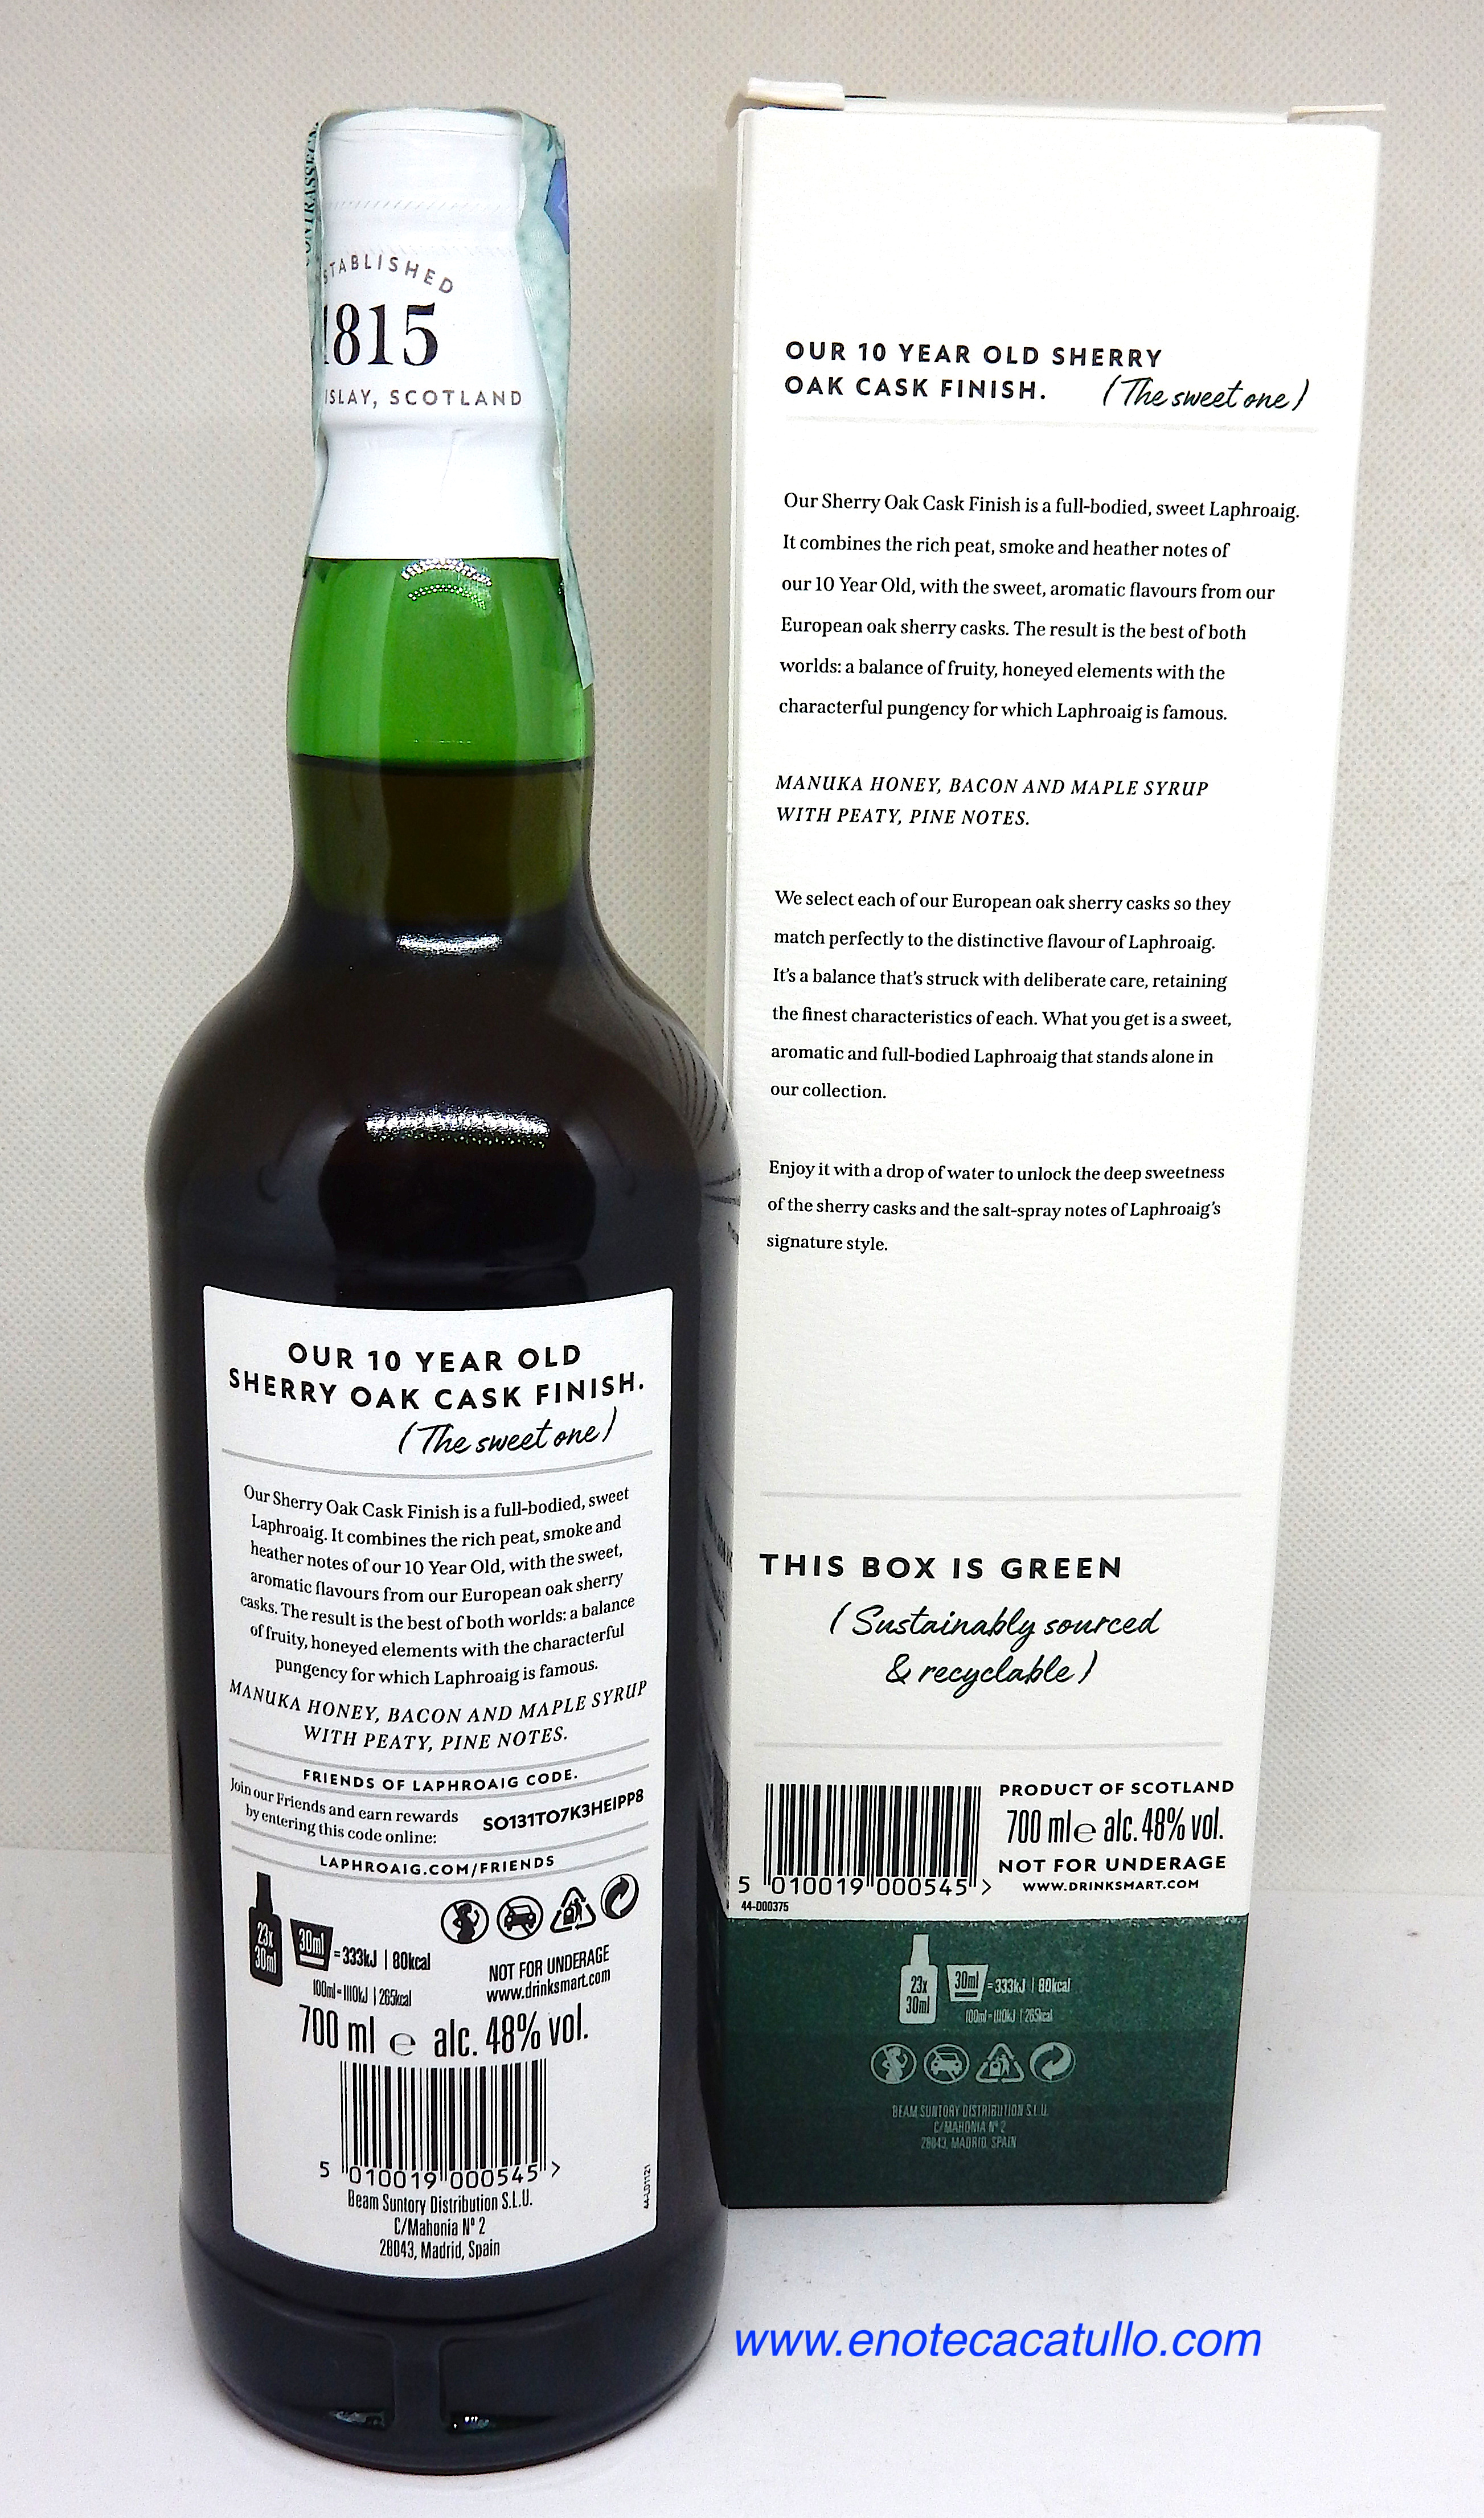 ESTABLISHED
1815
ISLAY, SCOTLAND
OUR 10 YEAR OLD
SHERRY OAK CASK FINISH.
(The sweet one)
Our Sherry Oak Cask Finish is a full-bodied, sweet
Laphroaig. It combines the rich peat, smoke and
heather notes of our 10 Year Old, with the sweet,
aromatic flavours from our European oak sherry
casks. The result is the best of both worlds: a balance
of fruity, honeyed elements with the characterful
pungency for which Laphroaig is famous.
MANUKA HONEY, BACON AND MAPLE SYRUP
WITH PEATY, PINE NOTES.
FRIENDS OF LAPHROAIG CODE.
Join our Friends and earn rewards
by entering this code online:
SO131TO7K3HEIPP8
LAPHROAIG.COM/FRIENDS
23x
30ml
30ml
=333kJ | 80kcal
100ml=1110kJ | 265kcal
NOT FOR UNDERAGE
www.drinksmart.com
700 ml e alc. 48% vol.
5 010019 000545 >
44-L01121
Beam Suntory Distribution S.L.U.
C/Mahonia Nº 2
28043, Madrid, Spain
OUR 10 YEAR OLD SHERRY
OAK CASK FINISH. (The sweet one)
Our Sherry Oak Cask Finish is a full-bodied, sweet Laphroaig.
It combines the rich peat, smoke and heather notes of
our 10 Year Old, with the sweet, aromatic flavours from our
European oak sherry casks. The result is the best of both
worlds: a balance of fruity, honeyed elements with the
characterful pungency for which Laphroaig is famous.
MANUKA HONEY, BACON AND MAPLE SYRUP
WITH PEATY, PINE NOTES.
We select each of our European oak sherry casks so they
match perfectly to the distinctive flavour of Laphroaig.
It's a balance that's struck with deliberate care, retaining
the finest characteristics of each. What you get is a sweet,
aromatic and full-bodied Laphroaig that stands alone in
our collection.
Enjoy it with a drop of water to unlock the deep sweetness
of the sherry casks and the salt-spray notes of Laphroaig's
signature style.
THIS BOX IS GREEN
(Sustainably sourced
& recyclable)
PRODUCT OF SCOTLAND
700 ml e alc. 48% vol.
NOT FOR UNDERAGE
WWW.DRINKSMART.COM
5 010019 000545 >
44-D00375
23x
30ml
30ml
=333kJ | 80kcal
100ml=1110kJ | 265kcal
BEAM SUNTORY DISTRIBUTION S.L.U.
C/MAHONIA Nº 2
28043, MADRID, SPAIN
www.enotecacatullo.com